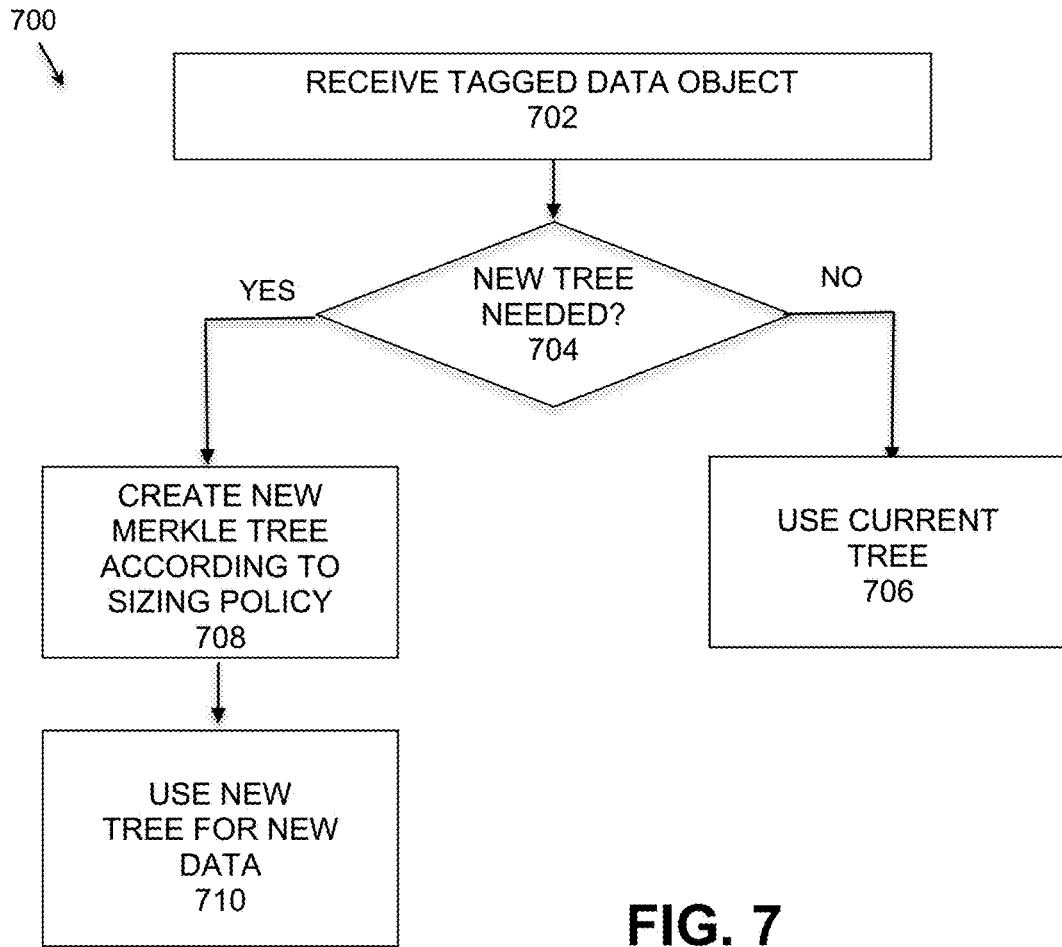 700
RECEIVE TAGGED DATA OBJECT
702
NEW TREE
NEEDED?
704
YES
NO
CREATE NEW
MERKLE TREE
ACCORDING TO
SIZING POLICY
708
USE CURRENT
TREE
706
USE NEW
TREE FOR NEW
DATA
710
FIG. 7